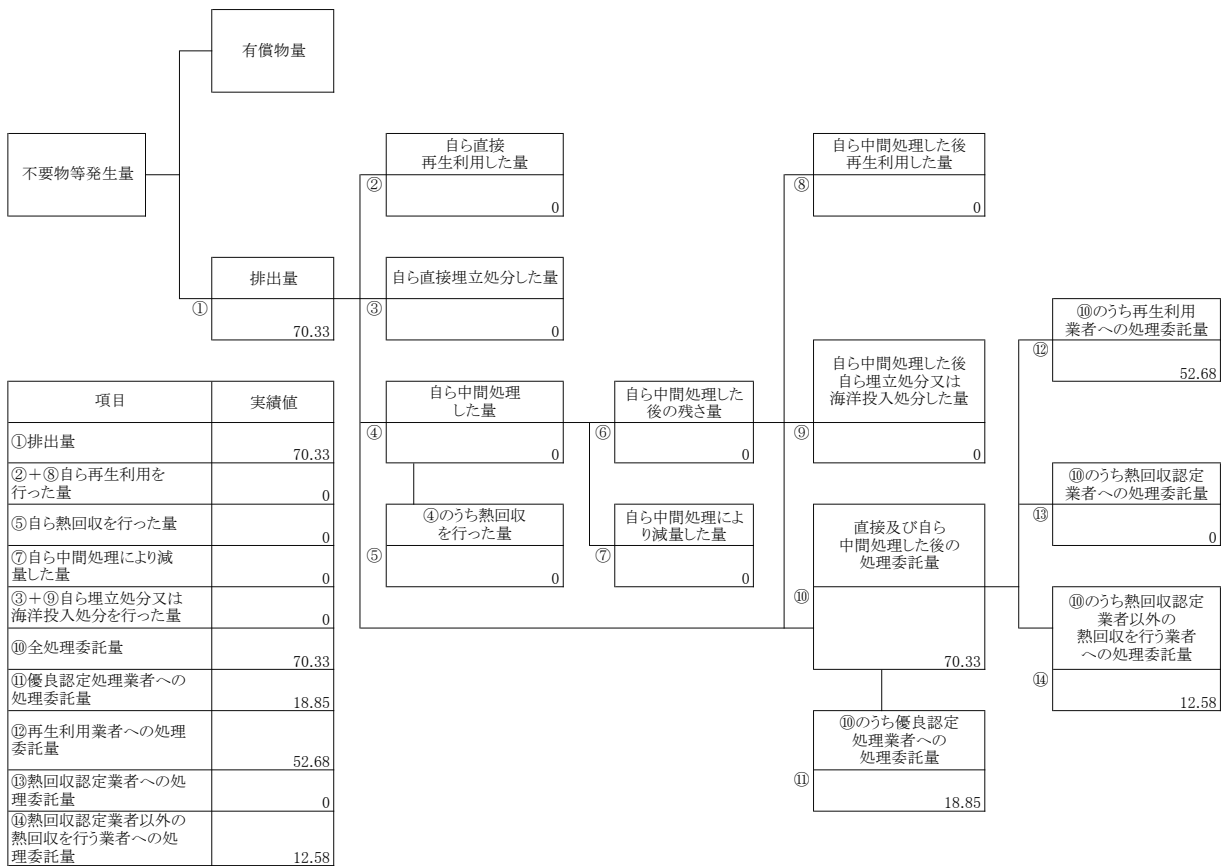 有償物量
不要物等発生量
自ら直接
再生利用した量
②
0
自ら中間処理した後
再生利用した量
⑧
0
排出量
①
70.33
自ら直接埋立処分した量
③
0
⑩のうち再生利用
業者への処理委託量
⑫
52.68
自ら中間処理
した量
④
0
自ら中間処理した
後の残さ量
⑥
0
自ら中間処理した後
自ら埋立処分又は
海洋投入処分した量
⑨
0
⑩のうち熱回収認定
業者への処理委託量
⑬
0
④のうち熱回収
を行った量
⑤
0
自ら中間処理によ
り減量した量
⑦
0
直接及び自ら
中間処理した後の
処理委託量
⑩
70.33
⑩のうち熱回収認定
業者以外の
熱回収を行う業者
への処理委託量
⑭
12.58
⑩のうち優良認定
処理業者への
処理委託量
⑪
18.85
項目 実績値
①排出量 70.33
②+⑧自ら再生利用を
行った量 0
⑤自ら熱回収を行った量 0
⑦自ら中間処理により減
量した量 0
③+⑨自ら埋立処分又は
海洋投入処分を行った量 0
⑩全処理委託量 70.33
⑪優良認定処理業者への
処理委託量 18.85
⑫再生利用業者への処理
委託量 52.68
⑬熱回収認定業者への処
理委託量 0
⑭熱回収認定業者以外の
熱回収を行う業者への処
理委託量 12.58